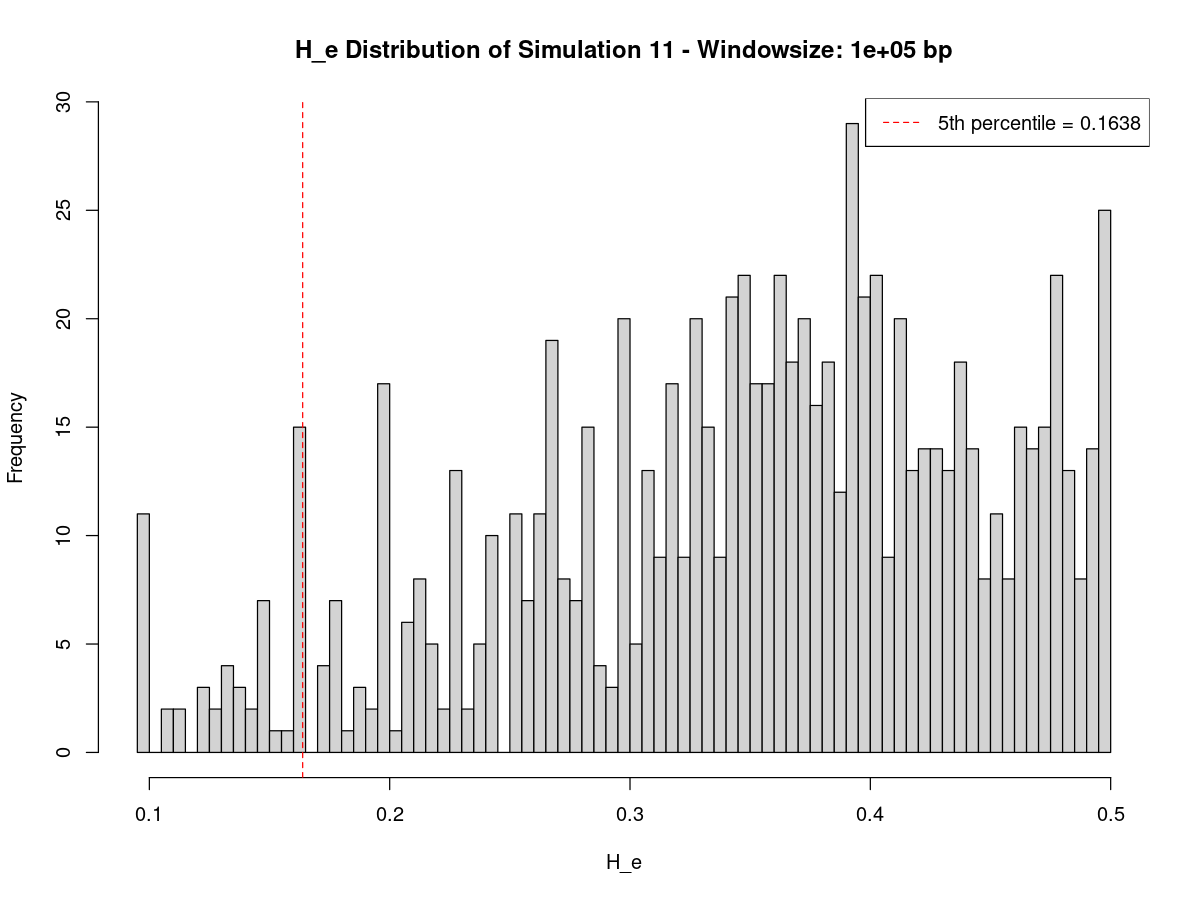 H_e Distribution of Simulation 11 - Windowsize: 1e+05 bp
5th percentile = 0.1638
30
25
20
15
10
5
0
Frequency
0.1 0.2 0.3 0.4 0.5
H_e